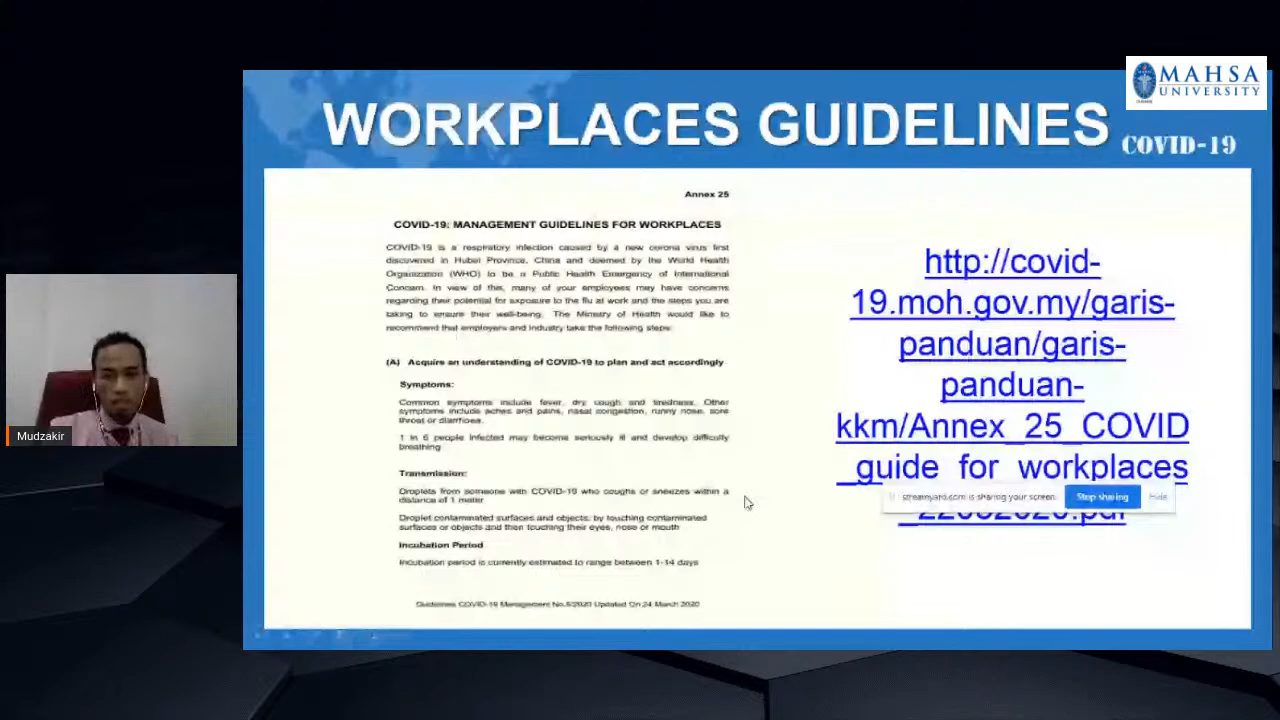 MAHSA
UNIVERSITY
WORKPLACES GUIDELINES
COVID-19
Annex 25
COVID-19: MANAGEMENT GUIDELINES FOR WORKPLACES
COVID-19 is a respiratory infection caused by a new corona virus first
discovered in Hubei Province, China and deemed by the World Health
Organization (WHO) to be a Public Health Emergency of International
Concern. In view of this, many of your employees may have concerns
regarding their potential for exposure to the flu at work and the steps you are
taking to ensure their well-being. The Ministry of Health would like to
recommend that employers and industry take the following steps:
(A) Acquire an understanding of COVID-19 to plan and act accordingly
Symptoms:
Common symptoms include fever, dry cough and tiredness. Other
symptoms include aches and pains, nasal congestion, runny nose, sore
throat or diarrhoea.
1 in 6 people infected may become seriously ill and develop difficulty
breathing
Transmission:
Droplets from someone with COVID-19 who coughs or sneezes within a
distance of 1 meter
Droplet contaminated surfaces and objects, by touching contaminated
surfaces or objects and then touching their eyes, nose or mouth
Incubation Period
Incubation period is currently estimated to range between 1-14 days
Guidelines COVID-19 Management No.5/2020 Updated On 24 March 2020
http://covid-
19.moh.gov.my/garis-
panduan/garis-
panduan-
kkm/Annex_25_COVID
_guide_for_workplaces
streamyard.com is sharing your screen.
Stop sharing
Hide
.pdf
Mudzakir